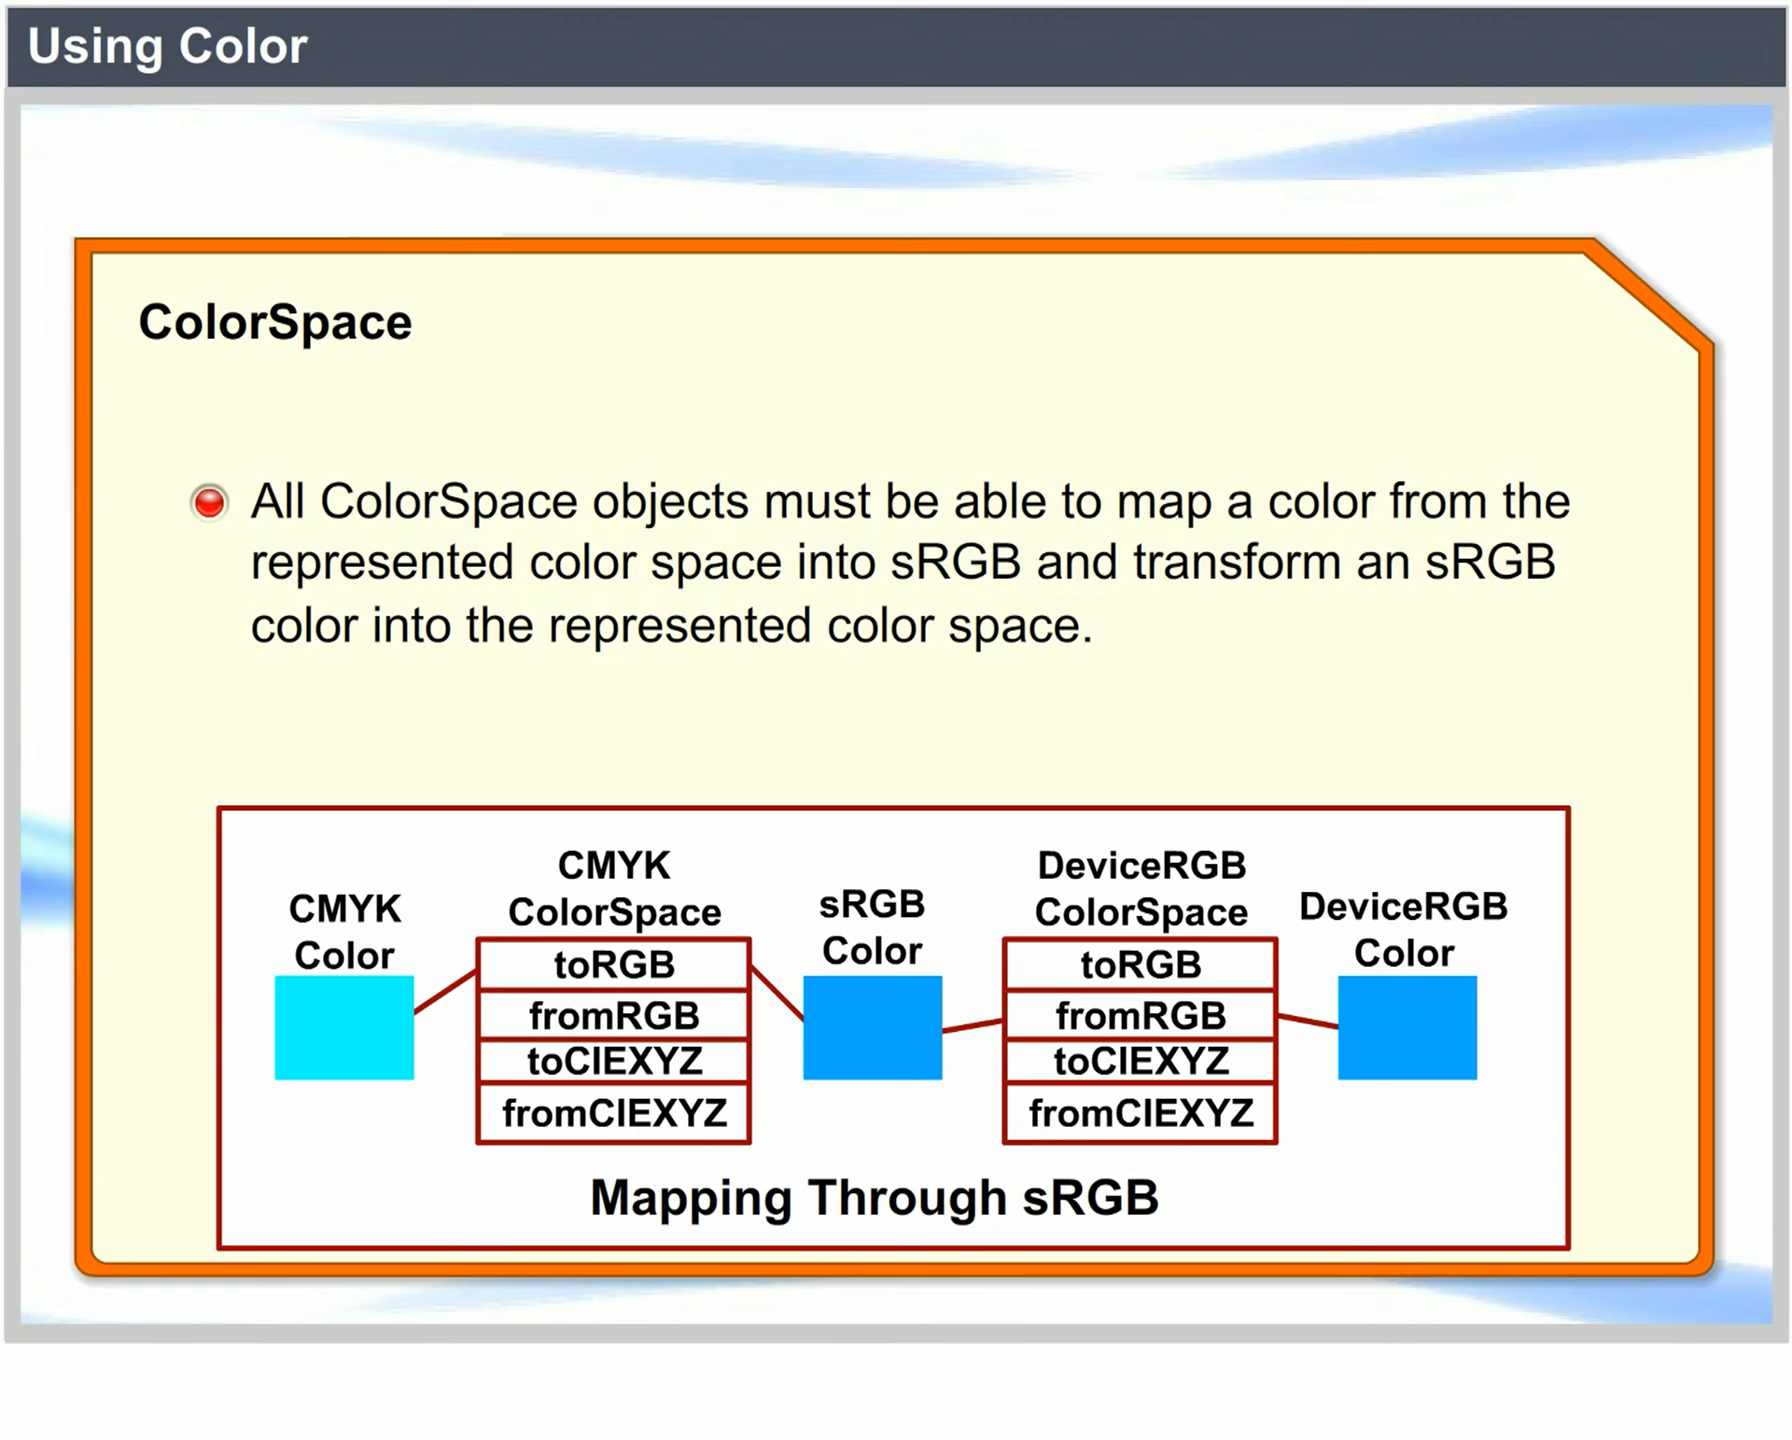 Using Color
ColorSpace
All ColorSpace objects must be able to map a color from the
represented color space into sRGB and transform an sRGB
color into the represented color space.
CMYK
Color
CMYK
ColorSpace
toRGB
fromRGB
toCIEXYZ
fromCIEXYZ
sRGB
Color
DeviceRGB
ColorSpace
toRGB
fromRGB
toCIEXYZ
fromCIEXYZ
DeviceRGB
Color
Mapping Through sRGB